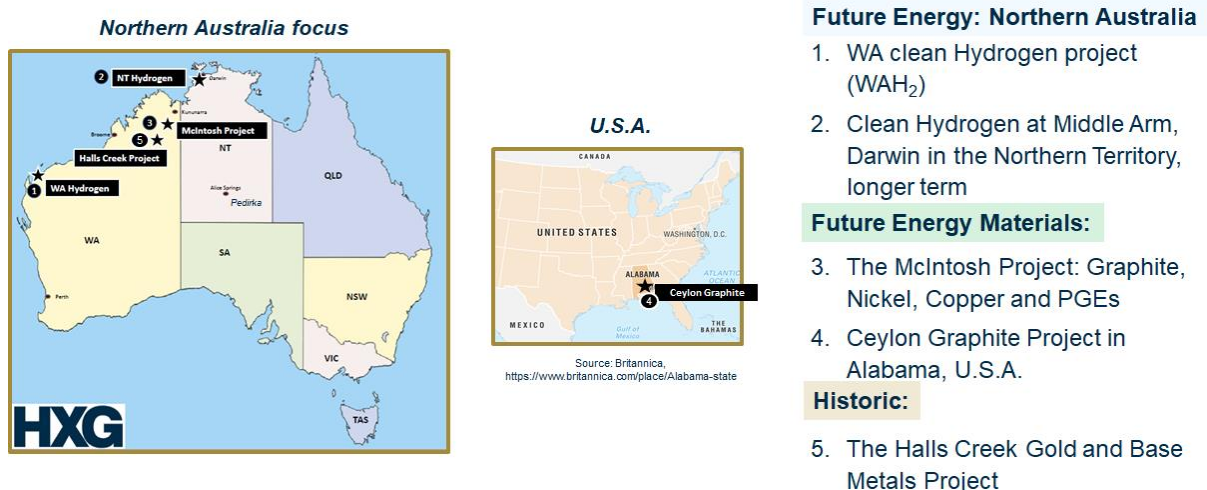 Northern Australia focus
2 NT Hydrogen
Darwin
Kununurra
3
McIntosh Project
Broome
5
Halls Creek Project
NT
QLD
1 WA Hydrogen
Alice Springs
Pedirka
WA
SA
NSW
Perth
VIC
TAS
HXG
U.S.A.
CANADA
UNITED STATES
WASHINGTON, D.C.
ALABAMA
ATLANTIC
OCEAN
Ceylon Graphite
4
MEXICO
Gulf of
Mexico
THE
BAHAMAS
Source: Britannica,
https://www.britannica.com/place/Alabama-state
Future Energy: Northern Australia
1. WA clean Hydrogen project
(WAH₂)
2. Clean Hydrogen at Middle Arm,
Darwin in the Northern Territory,
longer term
Future Energy Materials:
3. The McIntosh Project: Graphite,
Nickel, Copper and PGEs
4. Ceylon Graphite Project in
Alabama, U.S.A.
Historic:
5. The Halls Creek Gold and Base
Metals Project